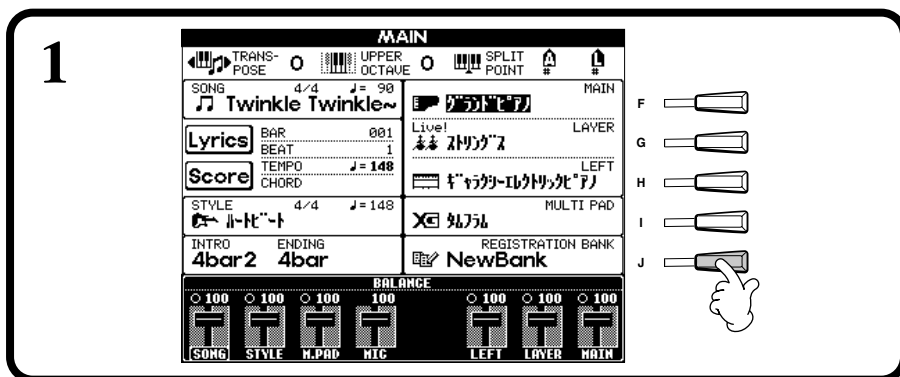 1
MAIN
TRANS-
POSE 0
UPPER
OCTAVE 0
SPLIT
POINT
A
#
L
#
SONG 4/4 ♩= 90
Twinkle Twinkle~
Lyrics
BAR 001
BEAT 1
Score
TEMPO ♩=148
CHORD
STYLE 4/4 ♩=148
ハートビート
INTRO ENDING
4bar2 4bar
MAIN
グランドピアノ
Live! LAYER
ストリングス
LEFT
ギャラクシーエレクトリックピアノ
MULTI PAD
XG タムフラム
REGISTRATION BANK
NewBank
BALANCE
100 100 100 100 100 100 100
SONG STYLE M.PAD MIC LEFT LAYER MAIN
F
G
H
I
J